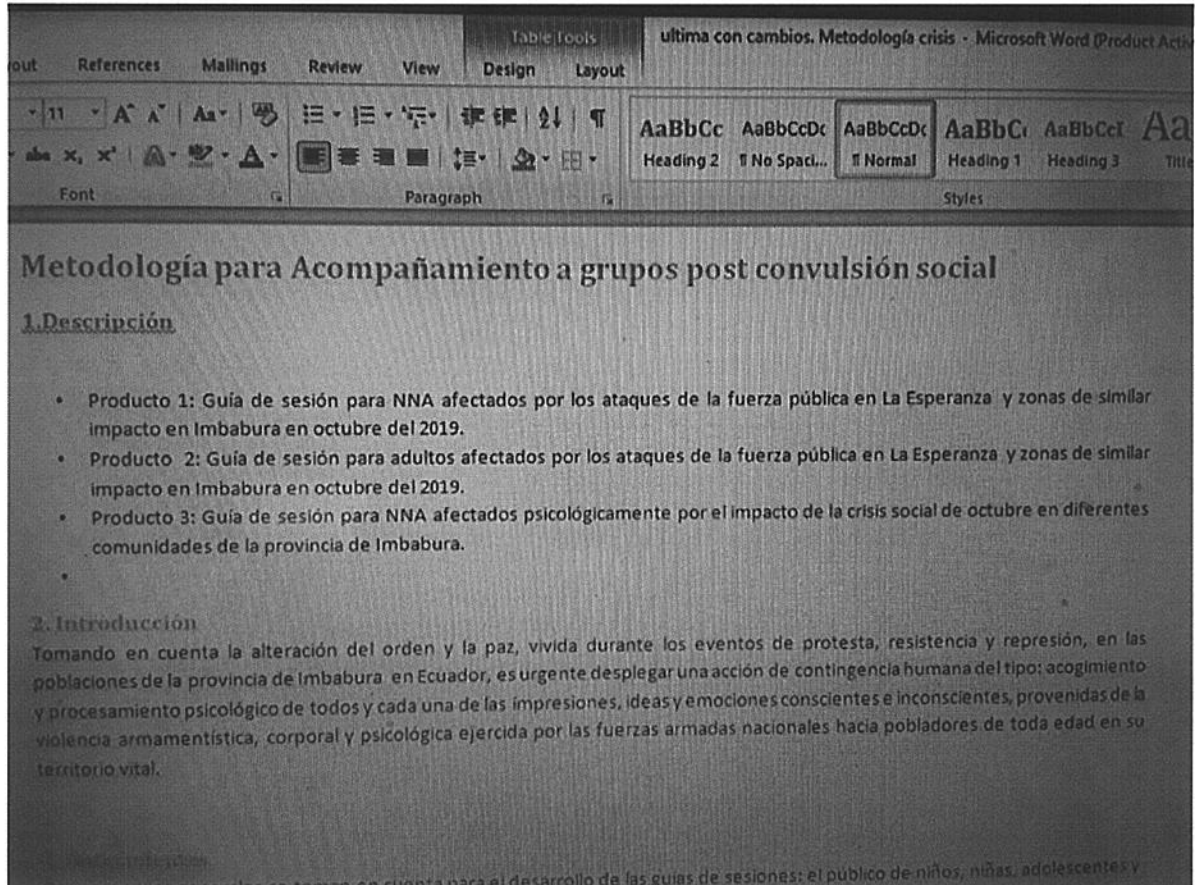 Table Tools
ultima con cambios. Metodología crisis - Microsoft Word (Product Activ
out References Mailings Review View Design Layout
11
AaBbCc AaBbCcDc AaBbCcDc AaBbC AaBbCcI Aa
Heading 2 ¶ No Spaci... ¶ Normal Heading 1 Heading 3 Title
Font Paragraph Styles
Metodología para Acompañamiento a grupos post convulsión social
1.Descripción
• Producto 1: Guía de sesión para NNA afectados por los ataques de la fuerza pública en La Esperanza y zonas de similar
impacto en Imbabura en octubre del 2019.
• Producto 2: Guía de sesión para adultos afectados por los ataques de la fuerza pública en La Esperanza y zonas de similar
impacto en Imbabura en octubre del 2019.
• Producto 3: Guía de sesión para NNA afectados psicológicamente por el impacto de la crisis social de octubre en diferentes
comunidades de la provincia de Imbabura.
•
2. Introducción
Tomando en cuenta la alteración del orden y la paz, vivida durante los eventos de protesta, resistencia y represión, en las
poblaciones de la provincia de Imbabura en Ecuador, es urgente desplegar una acción de contingencia humana del tipo: acogimiento
y procesamiento psicológico de todos y cada una de las impresiones, ideas y emociones conscientes e inconscientes, provenidas de la
violencia armamentística, corporal y psicológica ejercida por las fuerzas armadas nacionales hacia pobladores de toda edad en su
territorio vital.
en cuenta para el desarrollo de las guías de sesiones: el público de niños, niñas, adolescentes y